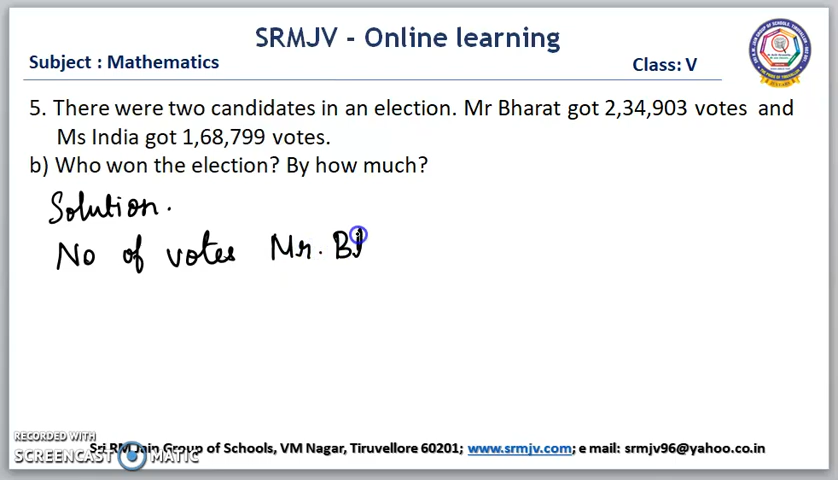 SRMJV - Online learning
Subject : Mathematics
Class: V
5. There were two candidates in an election. Mr Bharat got 2,34,903 votes and
Ms India got 1,68,799 votes.
b) Who won the election? By how much?
Solution.
No of votes Mr. Bh
RECORDED WITH
SCREENCAST MATIC
Sri RM Jain Group of Schools, VM Nagar, Tiruvellore 60201; www.srmjv.com; e mail: srmjv96@yahoo.co.in